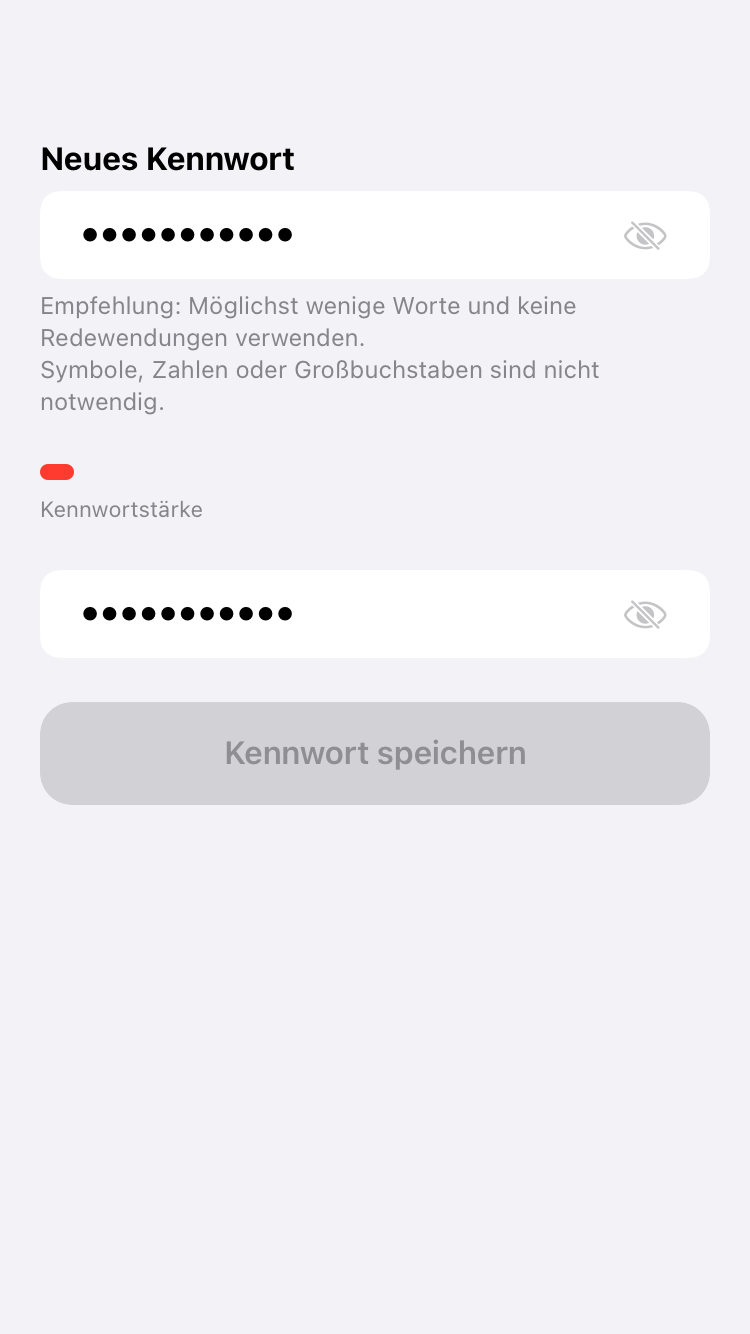 Neues Kennwort
•••••••••••
Empfehlung: Möglichst wenige Worte und keine
Redewendungen verwenden.
Symbole, Zahlen oder Großbuchstaben sind nicht
notwendig.
Kennwortstärke
•••••••••••
Kennwort speichern